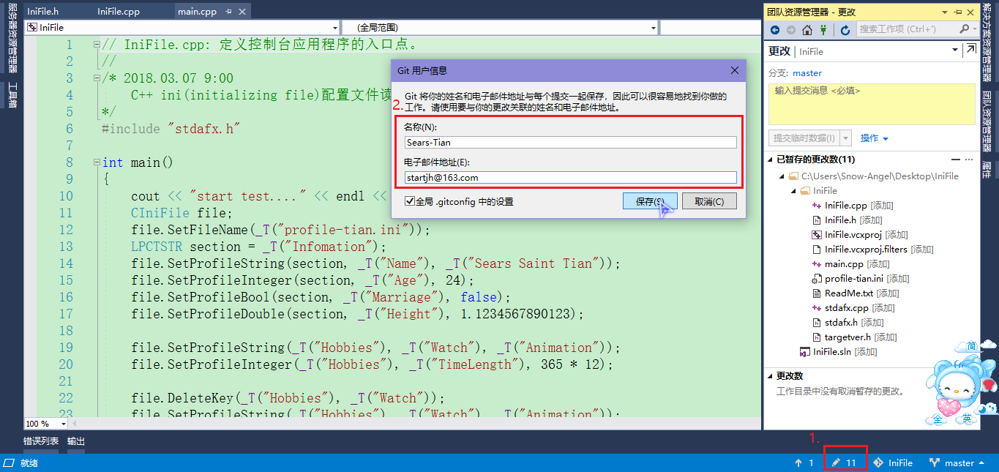 服务器资源管理器
工具箱
IniFile.h
IniFile.cpp
main.cpp
IniFile
(全局范围)
1 // IniFile.cpp: 定义控制台应用程序的入口点。
2 //
3 /* 2018.03.07 9:00
4 C++ ini(initializing file)配置文件读
5 */
6 #include "stdafx.h"
7
8 int main()
9 {
10 cout << "start test...." << endl <<
11 CIniFile file;
12 file.SetFileName(_T("profile-tian.ini"));
13 LPCTSTR section = _T("Infomation");
14 file.SetProfileString(section, _T("Name"), _T("Sears Saint Tian"));
15 file.SetProfileInteger(section, _T("Age"), 24);
16 file.SetProfileBool(section, _T("Marriage"), false);
17 file.SetProfileDouble(section, _T("Height"), 1.1234567890123);
18
19 file.SetProfileString(_T("Hobbies"), _T("Watch"), _T("Animation"));
20 file.SetProfileInteger(_T("Hobbies"), _T("TimeLength"), 365 * 12);
21
22 file.DeleteKey(_T("Hobbies"), _T("Watch"));
23 file.SetProfileString(_T("Hobbies"), _T("Watch"), _T("Animation"));
100 %
错误列表 输出
就绪
Git 用户信息
Git 将你的姓名和电子邮件地址与每个提交一起保存，因此可以很容易地找到你做的
工作。请使用要与你的更改关联的姓名和电子邮件地址。
2.
名称(N):
Sears-Tian
电子邮件地址(E):
startjh@163.com
全局 .gitconfig 中的设置
保存(S)
取消(C)
团队资源管理器 - 更改
搜索工作项 (Ctrl+')
更改 | IniFile
分支: master
输入提交消息 <必填>
提交临时数据(I)
操作
已暂存的更改数(11)
C:\Users\Snow-Angel\Desktop\IniFile
IniFile
IniFile.cpp [添加]
IniFile.h [添加]
IniFile.vcxproj [添加]
IniFile.vcxproj.filters [添加]
main.cpp [添加]
profile-tian.ini [添加]
ReadMe.txt [添加]
stdafx.cpp [添加]
stdafx.h [添加]
targetver.h [添加]
IniFile.sln [添加]
更改数
工作目录中没有取消暂存的更改。
简
全
英
解决方案资源管理器
团队资源管理器
属性
1.
1
11
IniFile
master